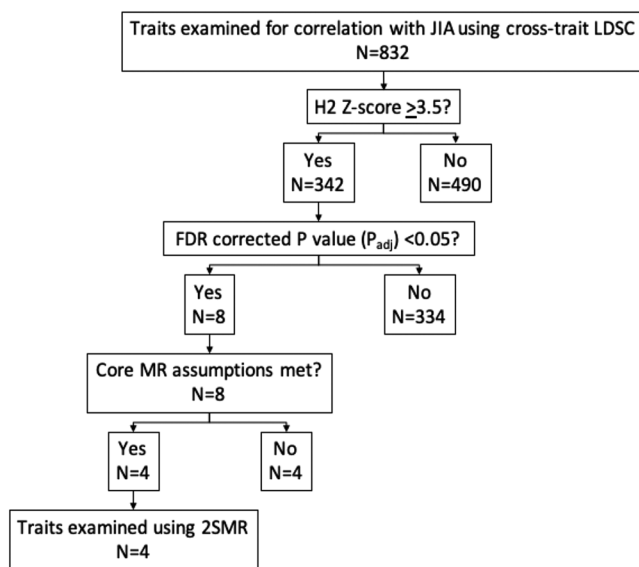 Traits examined for correlation with JIA using cross-trait LDSC
N=832
H2 Z-score ≥3.5?
Yes
N=342
No
N=490
FDR corrected P value (Padj) <0.05?
Yes
N=8
No
N=334
Core MR assumptions met?
N=8
Yes
N=4
No
N=4
Traits examined using 2SMR
N=4